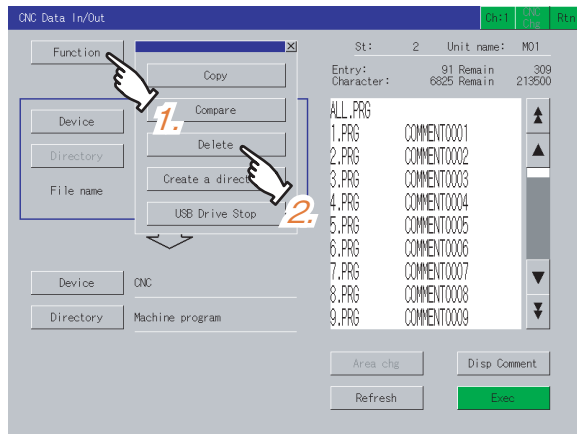 CNC Data In/Out
Ch:1
CNC Chg
Rtn
Function
Copy
Compare
Delete
Create a direct
USB Drive Stop
1.
2.
Device
Directory
File name
Device
CNC
Directory
Machine program
St: 2 Unit name: M01
Entry: 91 Remain 309
Character: 6825 Remain 213500
ALL.PRG
1.PRG COMMENT0001
2.PRG COMMENT0002
3.PRG COMMENT0003
4.PRG COMMENT0004
5.PRG COMMENT0005
6.PRG COMMENT0006
7.PRG COMMENT0007
8.PRG COMMENT0008
9.PRG COMMENT0009
Area chg
Disp Comment
Refresh
Exec